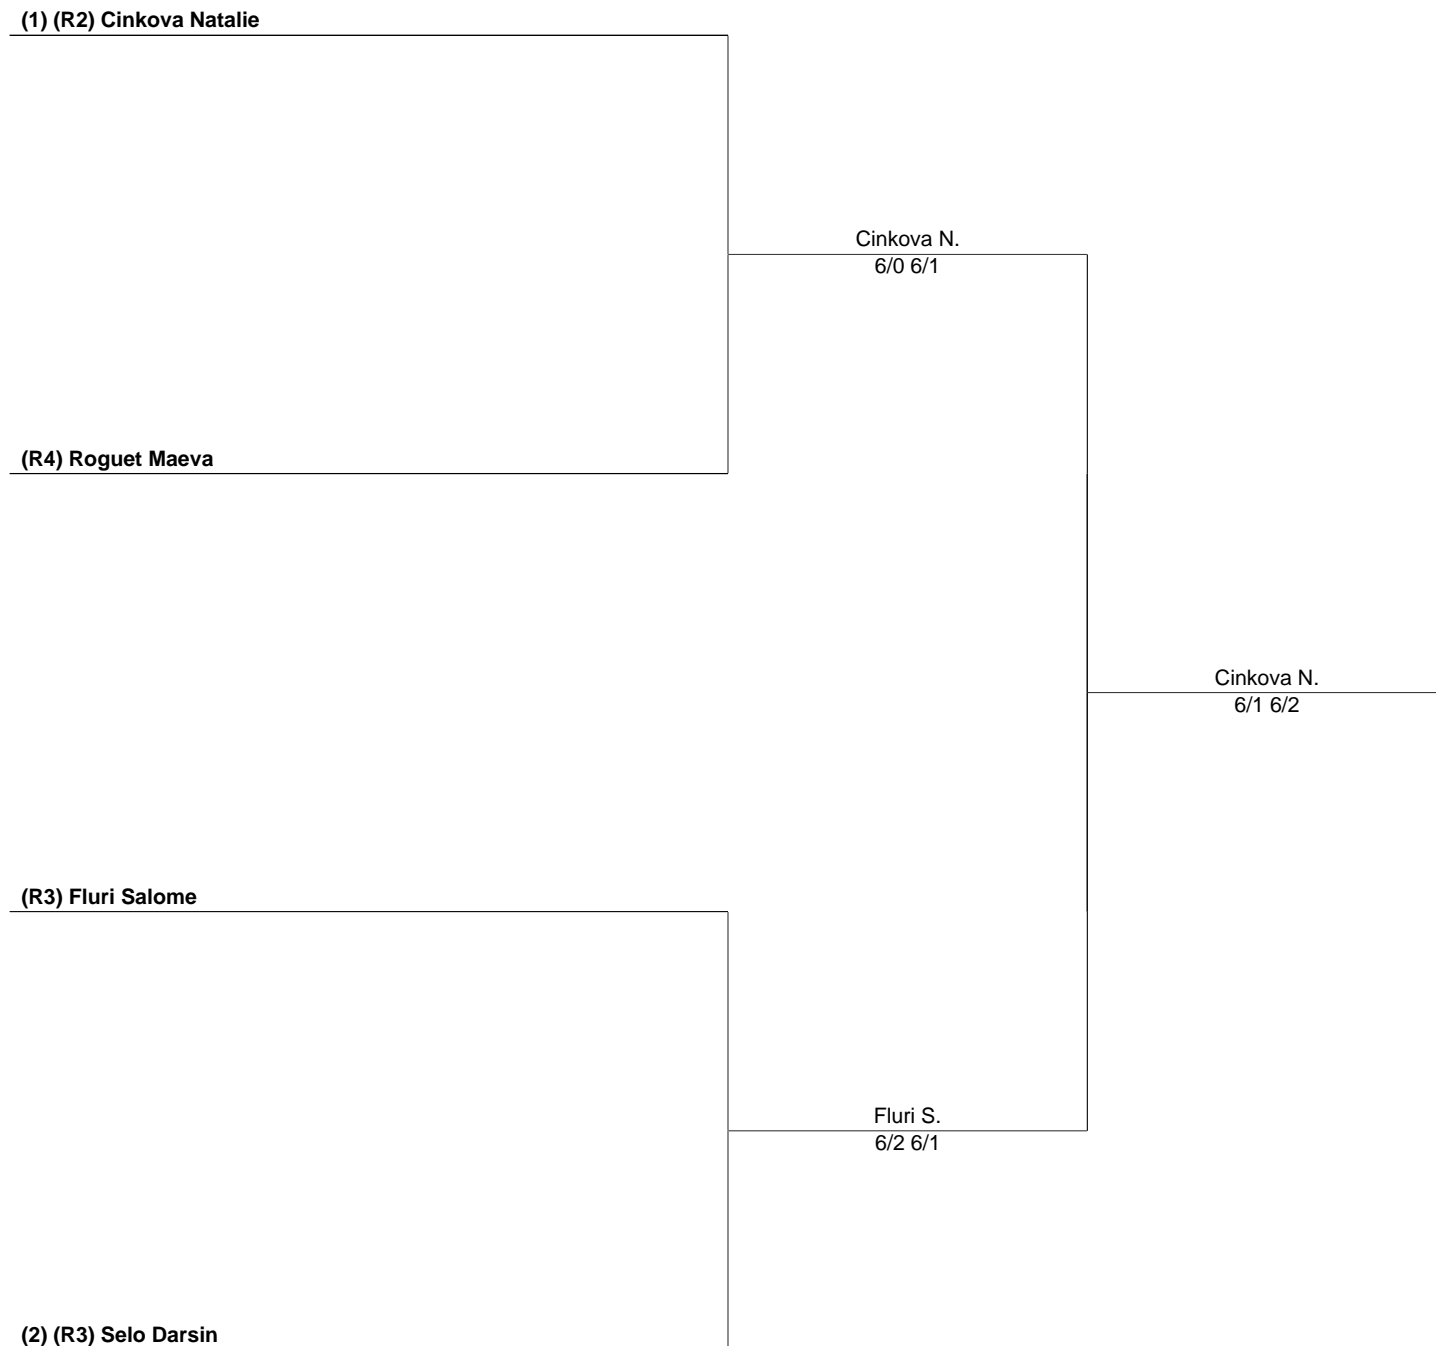 (1) (R2) Cinkova Natalie
Cinkova N.
6/0 6/1
(R4) Roguet Maeva
Cinkova N.
6/1 6/2
(R3) Fluri Salome
Fluri S.
6/2 6/1
(2) (R3) Selo Darsin